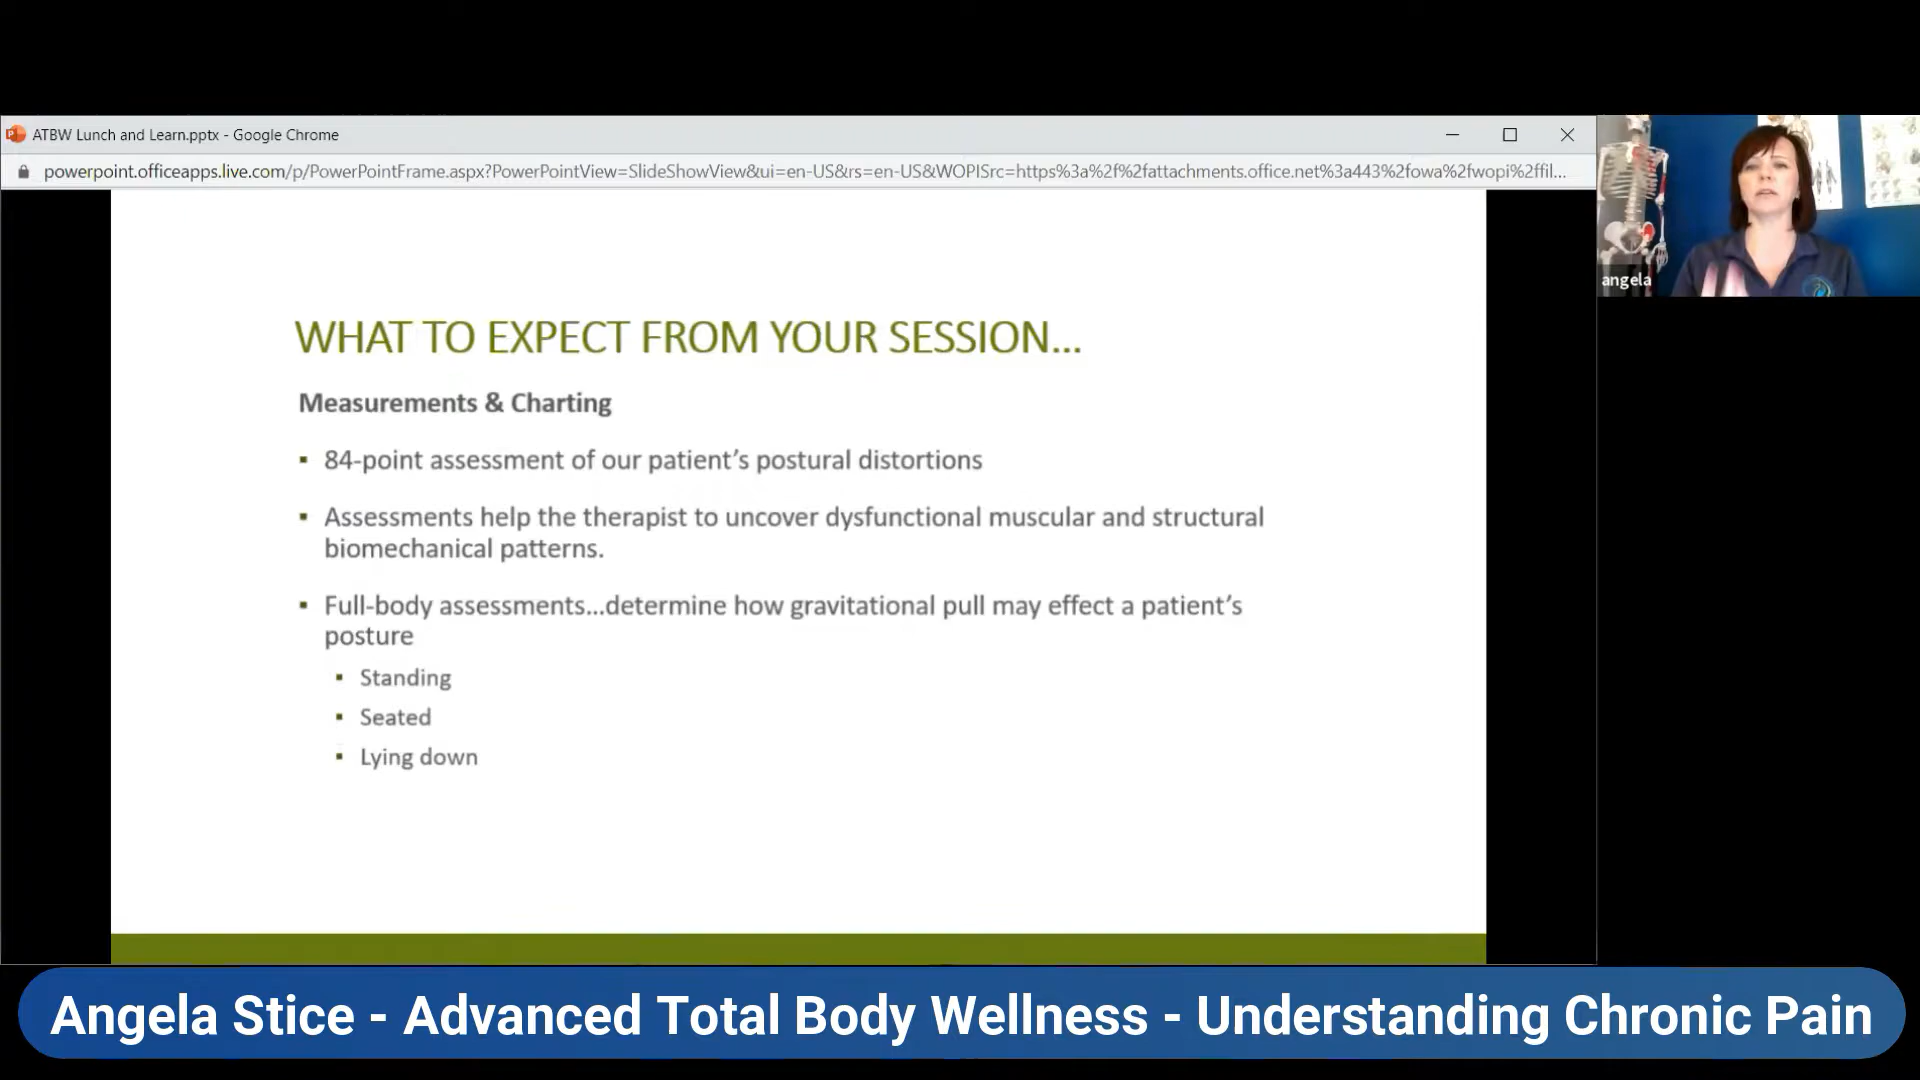 ATBW Lunch and Learn.pptx - Google Chrome
powerpoint.officeapps.live.com/p/PowerPointFrame.aspx?PowerPointView=SlideShowView&ui=en-US&rs=en-US&WOPISrc=https%3a%2f%2fattachments.office.net%3a443%2fowa%2fwopi%2ffil...
angela
WHAT TO EXPECT FROM YOUR SESSION...
Measurements & Charting
▪ 84-point assessment of our patient's postural distortions
▪ Assessments help the therapist to uncover dysfunctional muscular and structural
biomechanical patterns.
▪ Full-body assessments...determine how gravitational pull may effect a patient's
posture
▪ Standing
▪ Seated
▪ Lying down
Angela Stice - Advanced Total Body Wellness - Understanding Chronic Pain